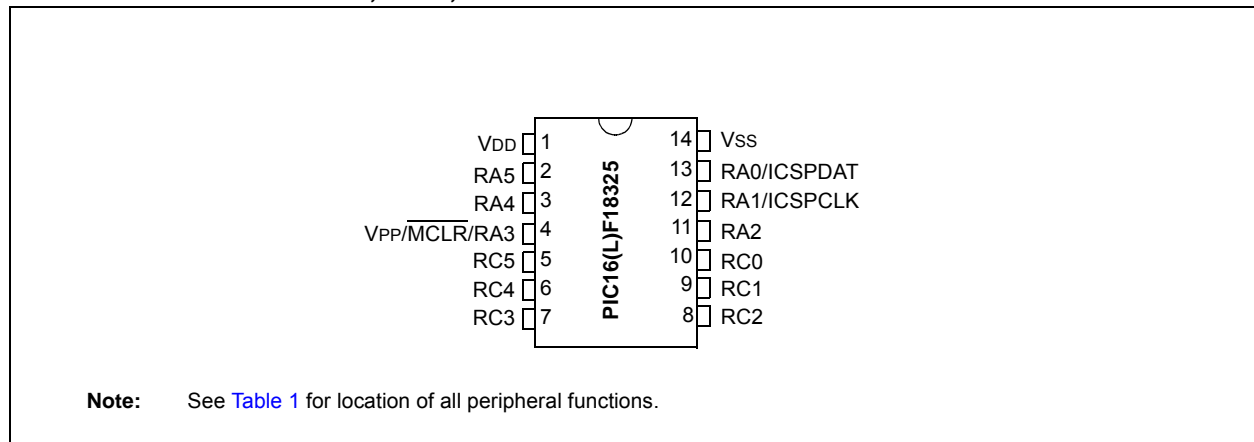 VDD 1 14 VSS
RA5 2 13 RA0/ICSPDAT
RA4 3 12 RA1/ICSPCLK
VPP/MCLR/RA3 4 11 RA2
RC5 5 10 RC0
RC4 6 9 RC1
RC3 7 8 RC2
PIC16(L)F18325
Note: See Table 1 for location of all peripheral functions.